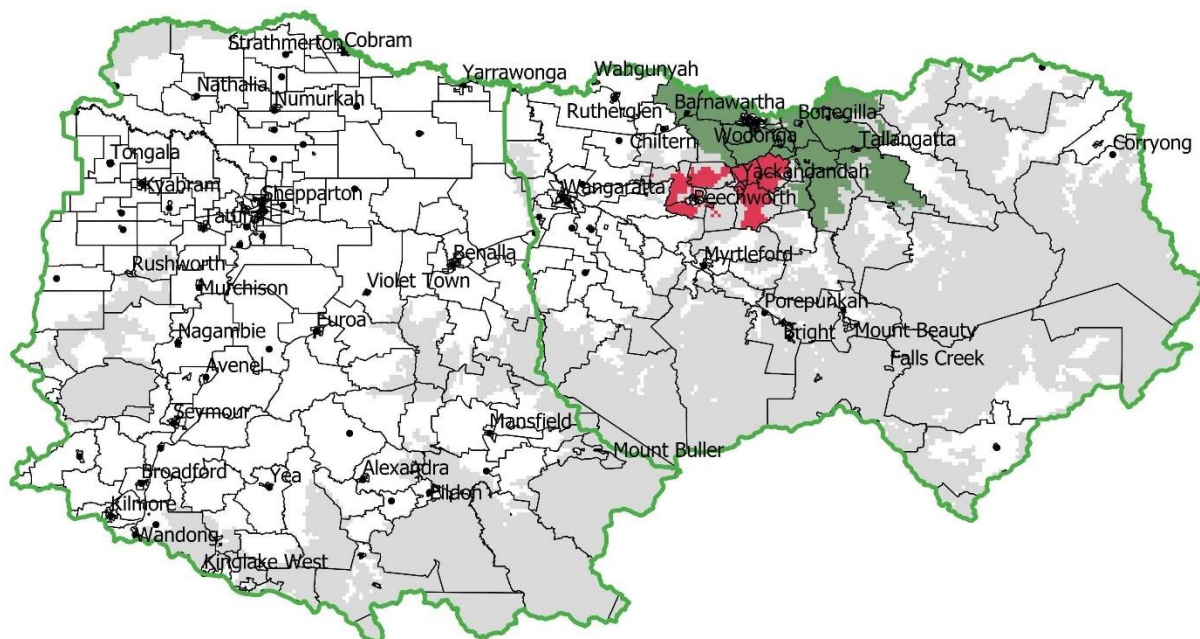 Strathmerton
Cobram
Nathalia
Numurkah
Yarrawonga
Tongala
Kyabram
Shepparton
Tatura
Rushworth
Murchison
Violet Town
Benalla
Nagambie
Euroa
Avenel
Seymour
Mansfield
Mount Buller
Broadford
Yea
Alexandra
Eildon
Kilmore
Wandong
Kinglake West
Wahgunyah
Rutherglen
Barnawartha
Bonegilla
Chiltern
Wodonga
Tallangatta
Corryong
Wangaratta
Yackandandah
Beechworth
Myrtleford
Porepunkah
Bright
Mount Beauty
Falls Creek